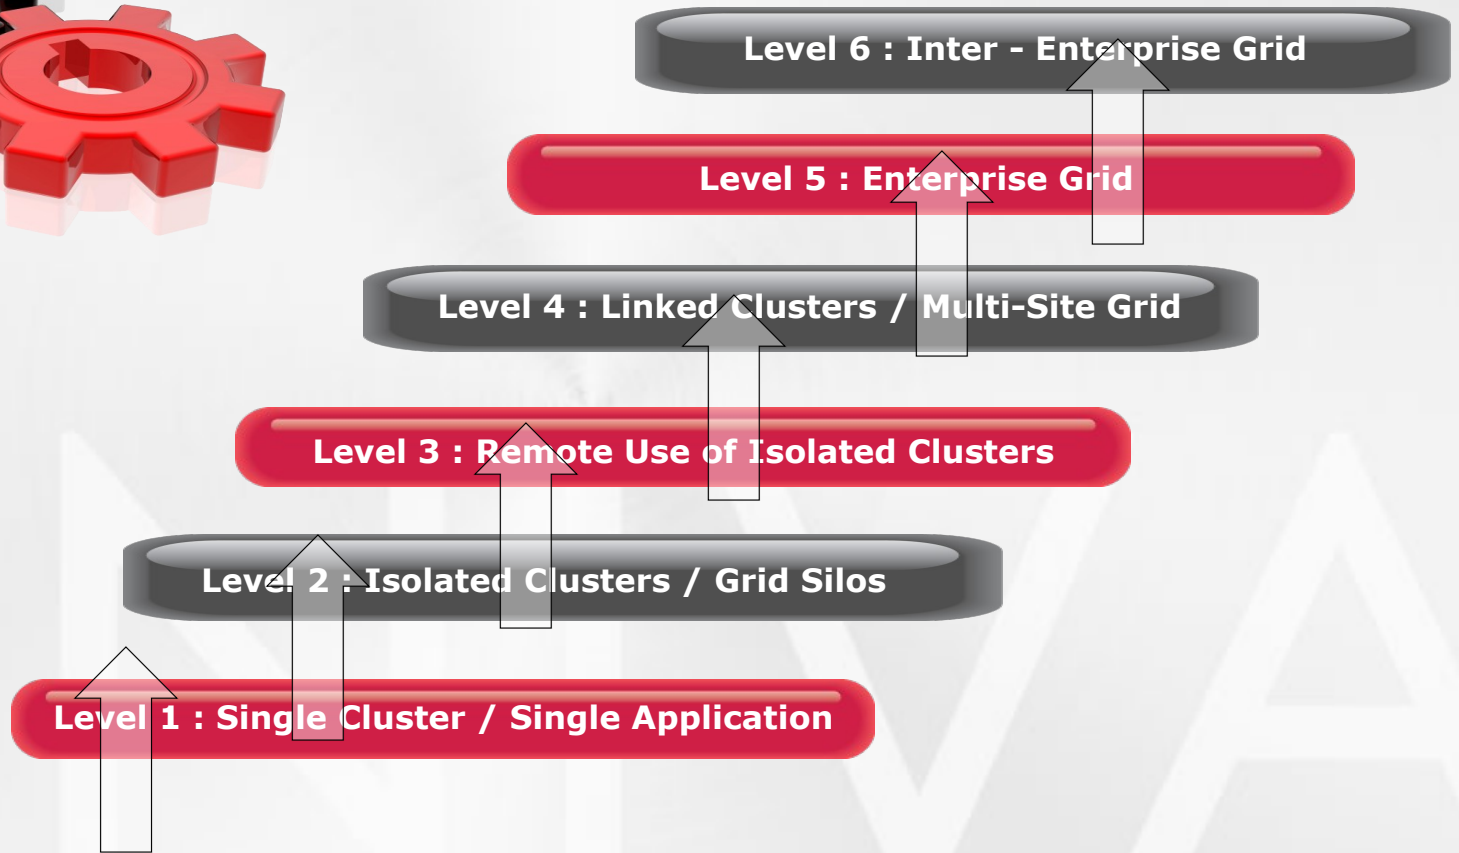 Level 6 : Inter - Enterprise Grid
Level 5 : Enterprise Grid
Level 4 : Linked Clusters / Multi-Site Grid
Level 3 : Remote Use of Isolated Clusters
Level 2 : Isolated Clusters / Grid Silos
Level 1 : Single Cluster / Single Application